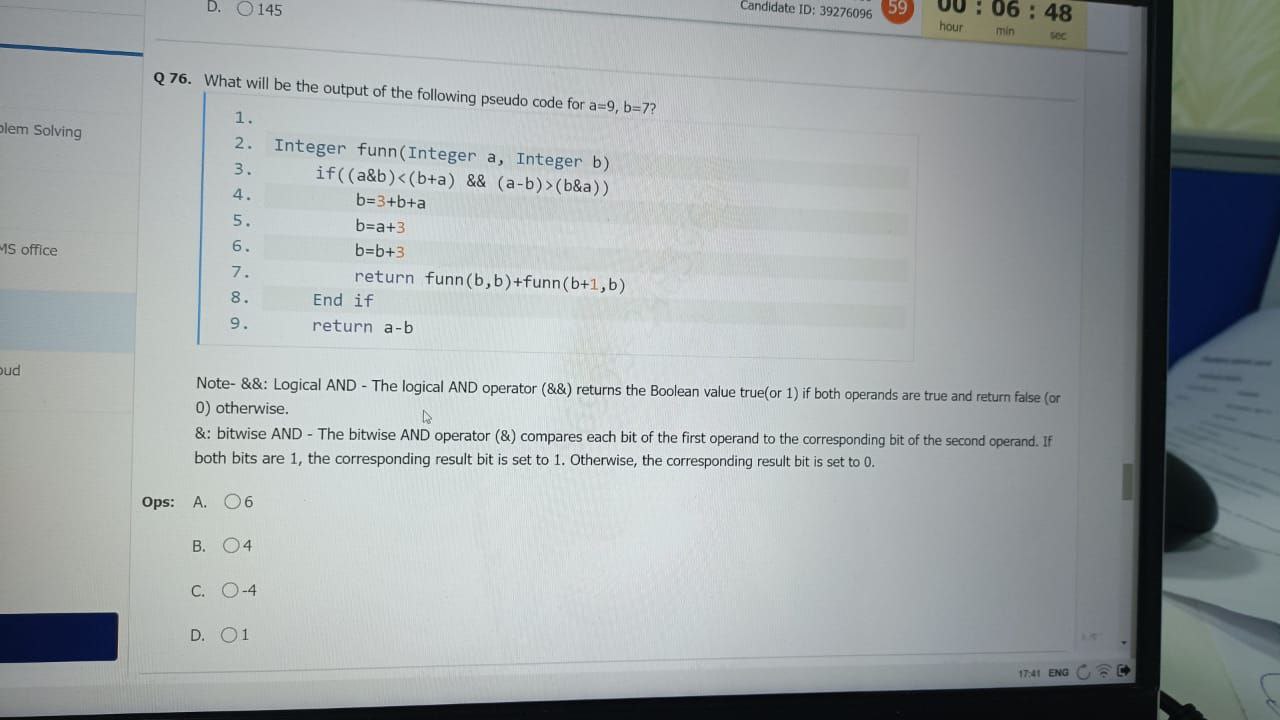 D. 145
Candidate ID: 39276096
59
00 : 06 : 48
hour min sec
Q 76. What will be the output of the following pseudo code for a=9, b=7?
1.
2. Integer funn(Integer a, Integer b)
3. if((a&b)<(b+a) && (a-b)>(b&a))
4. b=3+b+a
5. b=a+3
6. b=b+3
7. return funn(b,b)+funn(b+1,b)
8. End if
9. return a-b
Note- &&: Logical AND - The logical AND operator (&&) returns the Boolean value true(or 1) if both operands are true and return false (or
0) otherwise.
&: bitwise AND - The bitwise AND operator (&) compares each bit of the first operand to the corresponding bit of the second operand. If
both bits are 1, the corresponding result bit is set to 1. Otherwise, the corresponding result bit is set to 0.
Ops: A. 6
B. 4
C. -4
D. 1
olem Solving
MS office
oud
17:41 ENG